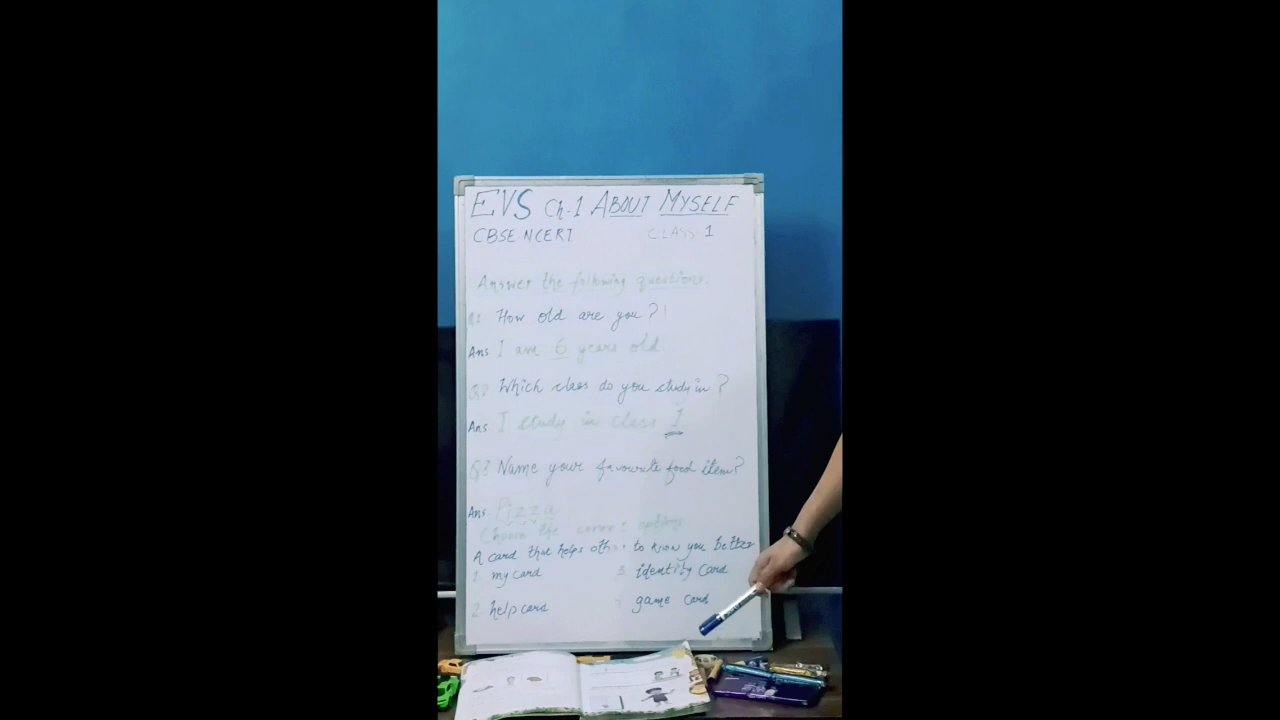 EVS Ch-1 ABOUT MYSELF
CBSE-NCERT CLASS 1
Answer the following questions.
Q1 How old are you?
Ans I am 6 years old
Q2 Which class do you study in?
Ans I study in class 1
Q3 Name your favourite food item?
Ans Pizza
Choose the correct option.
A card that helps others to know you better
1 my card 3 identity card
2 help card 4 game card